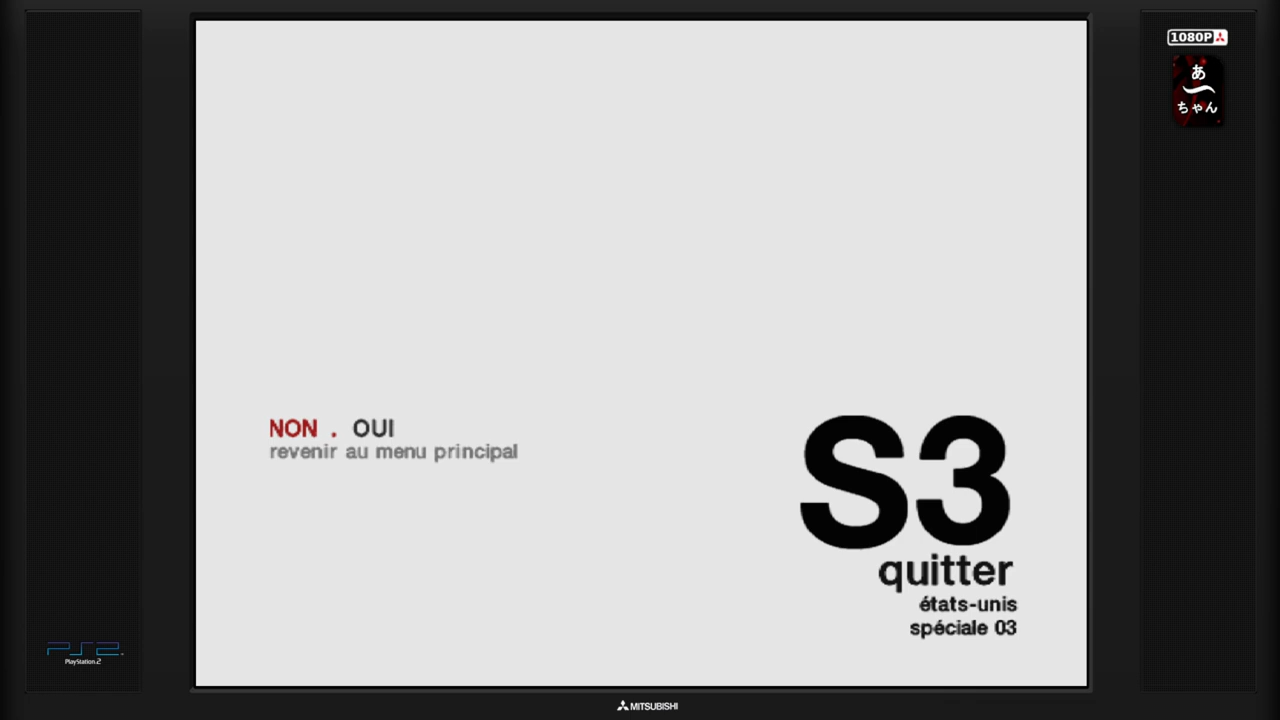 1080P
あ
ー
ちゃん
NON . OUI
revenir au menu principal
S3
quitter
états-unis
spéciale 03
PS2
PlayStation.2
MITSUBISHI